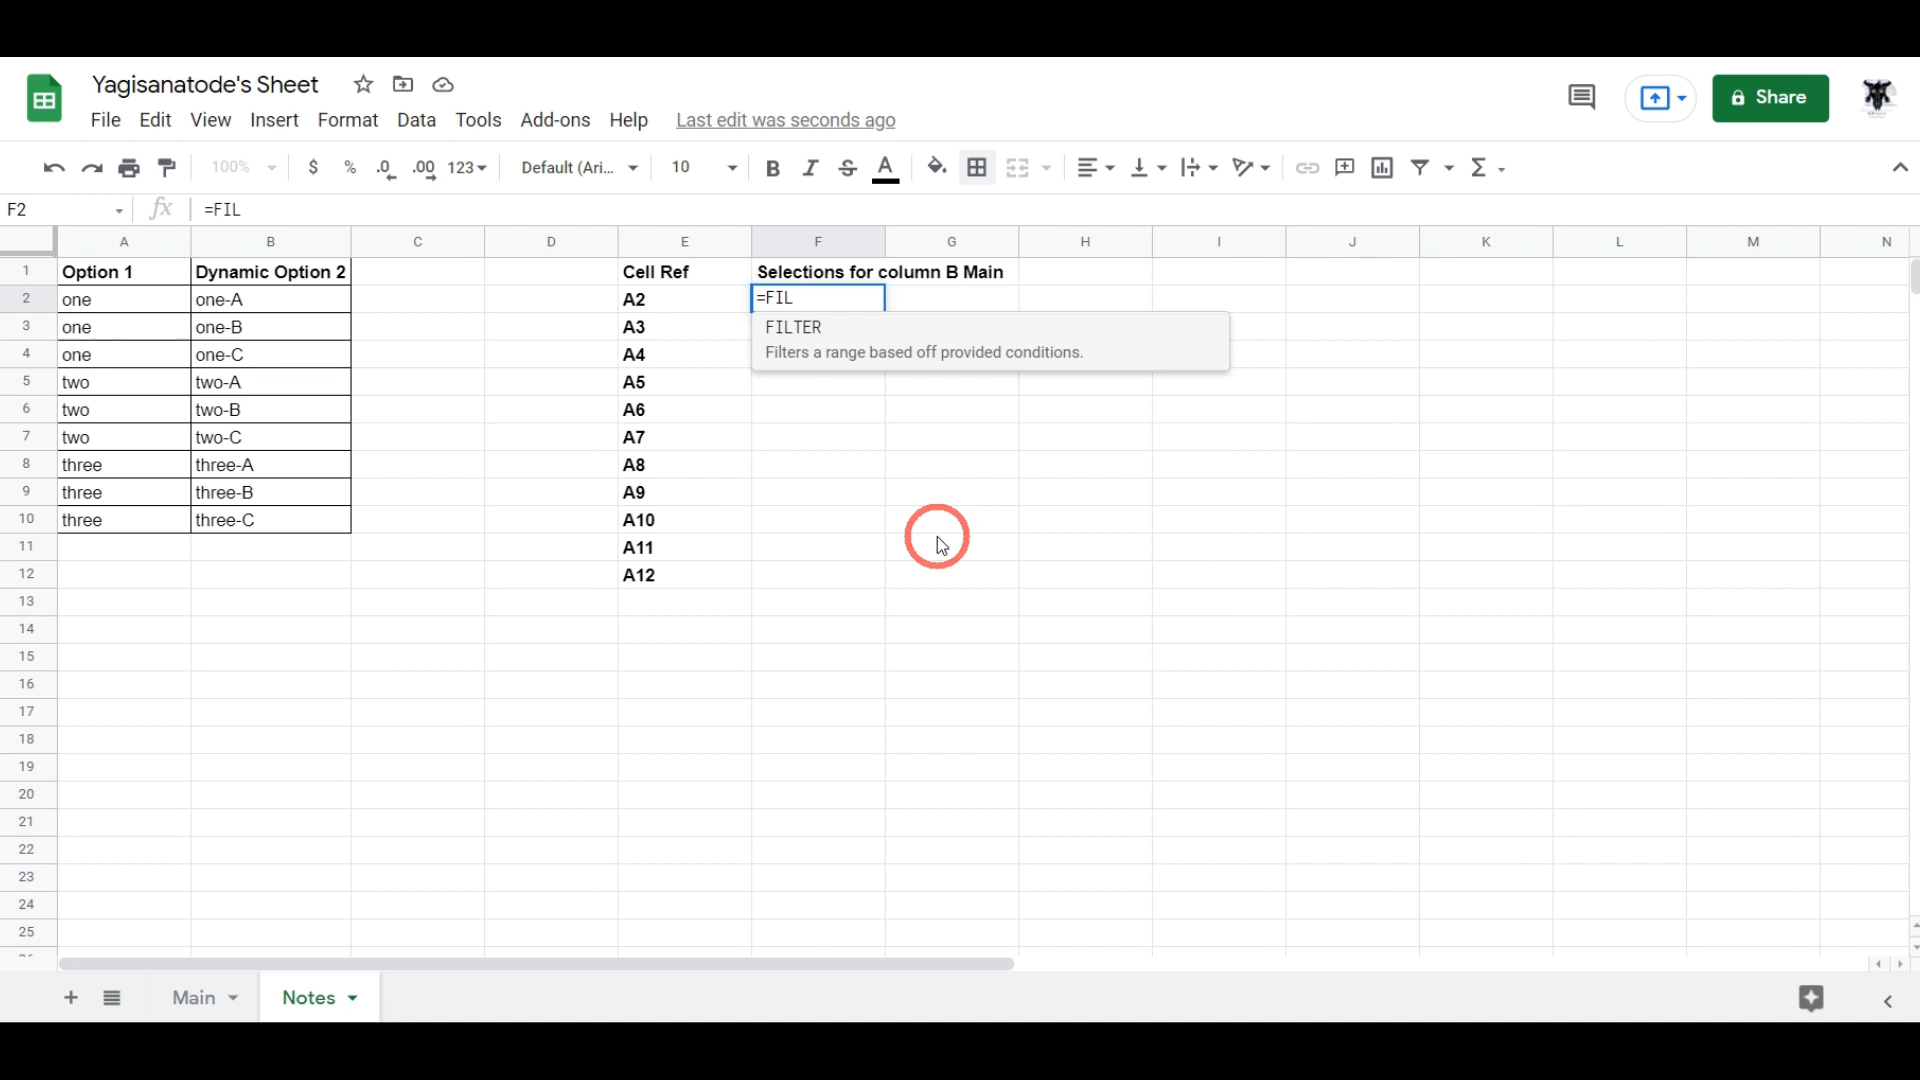 Yagisanatode's Sheet
File Edit View Insert Format Data Tools Add-ons Help Last edit was seconds ago
Share
100% $ % .0 .00 123 Default (Ari... 10 B I S A Σ
F2 fx =FIL
A B C D E F G H I J K L M N
1 Option 1 Dynamic Option 2 Cell Ref Selections for column B Main
2 one one-A A2 =FIL
3 one one-B A3 FILTER
4 one one-C A4 Filters a range based off provided conditions.
5 two two-A A5
6 two two-B A6
7 two two-C A7
8 three three-A A8
9 three three-B A9
10 three three-C A10
11 A11
12 A12
13
14
15
16
17
18
19
20
21
22
23
24
25
Main Notes